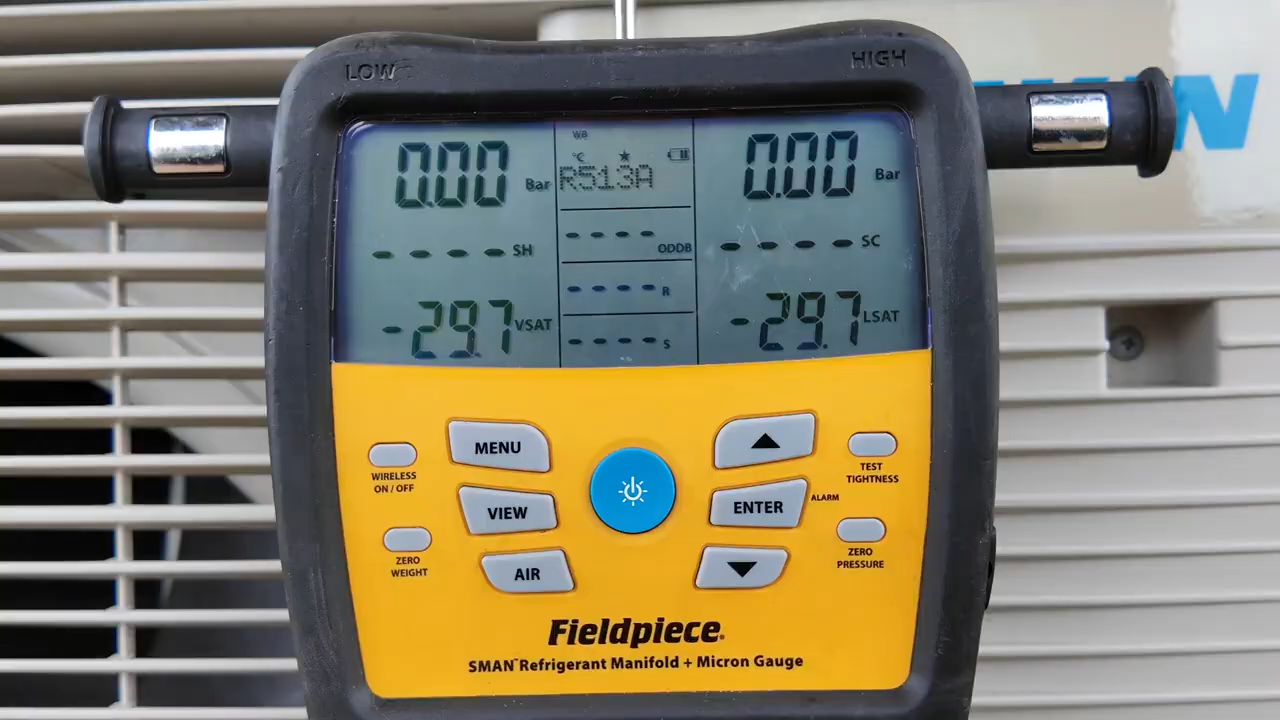 LOW
HIGH
0.00 Bar
WB
°C ★
R513A
0.00 Bar
- - - - SH
- - - - ODDB
- - - - SC
- - - - R
-29.7 VSAT
- - - - S
-29.7 LSAT
MENU
VIEW
AIR
WIRELESS
ON / OFF
ZERO
WEIGHT
▲
ENTER
ALARM
▼
TEST
TIGHTNESS
ZERO
PRESSURE
Fieldpiece®
SMAN™ Refrigerant Manifold + Micron Gauge